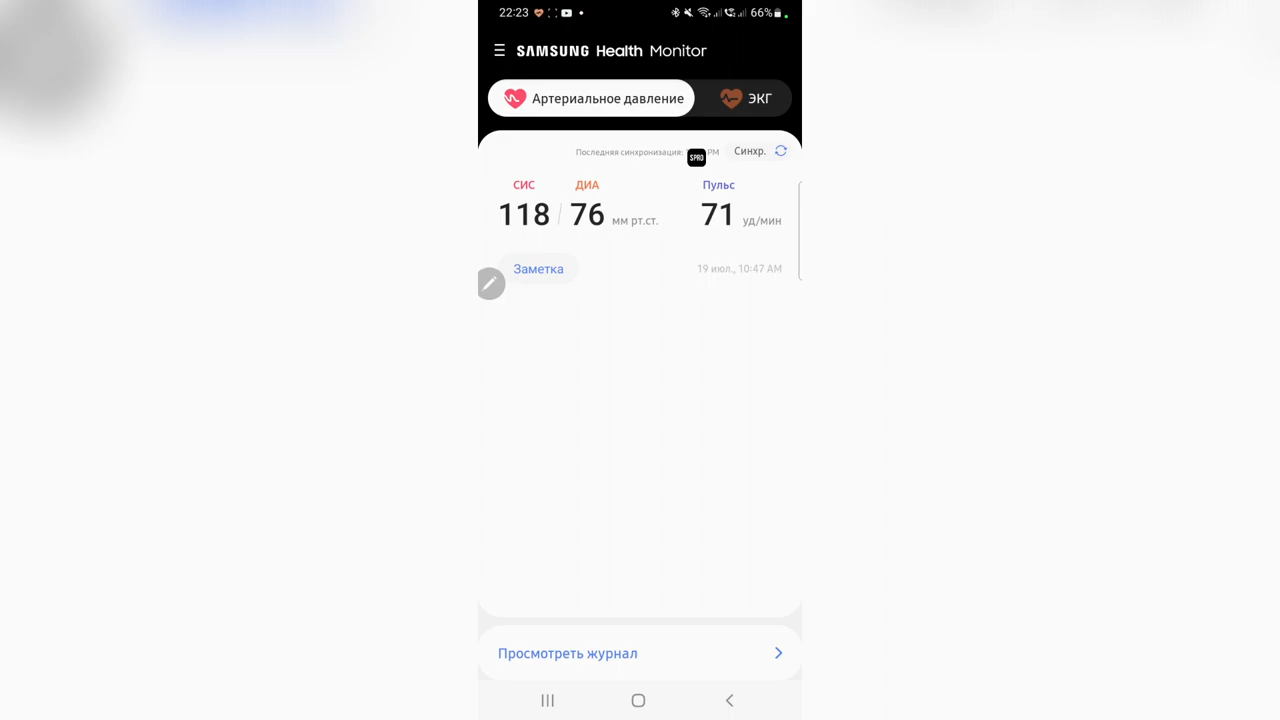 22:23 66%
SAMSUNG Health Monitor
Артериальное давление ЭКГ
Последняя синхронизация: PM Синхр.
SPRO
СИС ДИА Пульс
118 / 76 мм рт.ст. 71 уд/мин
Заметка 19 июл., 10:47 AM
Просмотреть журнал